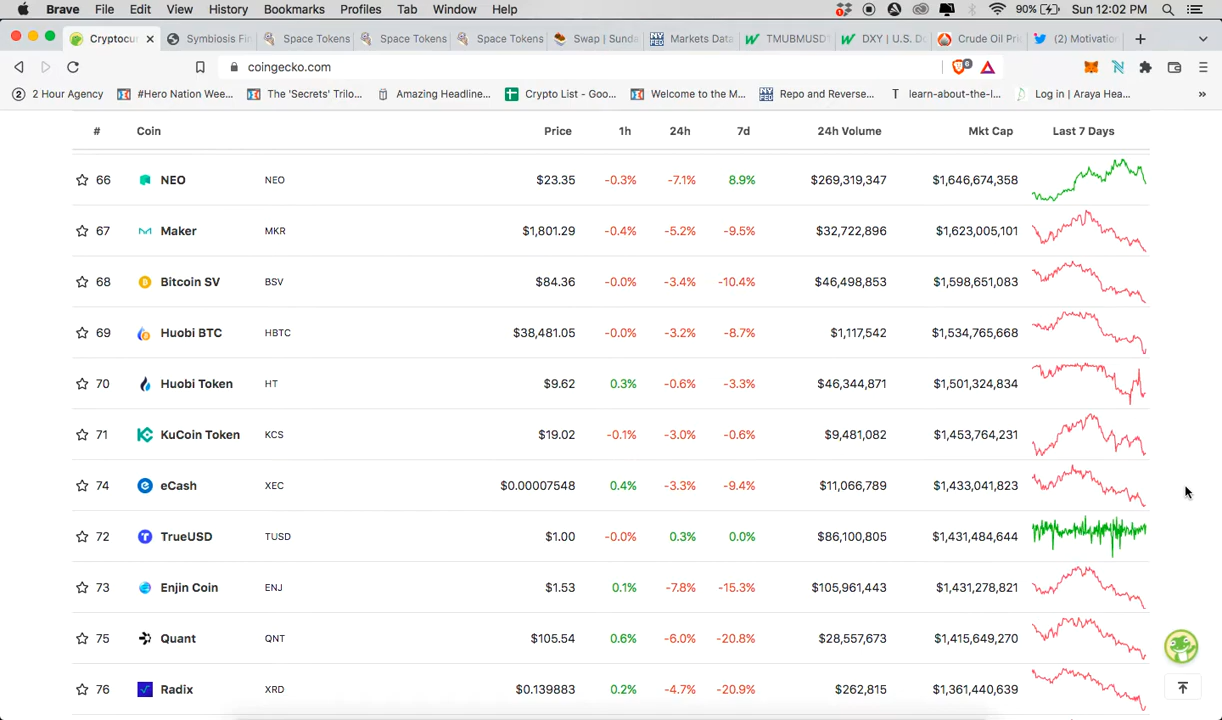 Brave File Edit View History Bookmarks Profiles Tab Window Help 90% Sun 12:02 PM
Cryptocur Symbiosis Fin Space Tokens Space Tokens Space Tokens Swap | Sunda Markets Data TMUBMUSD1 DXY | U.S. Do Crude Oil Pric (2) Motivation
coingecko.com
2 Hour Agency #Hero Nation Wee... The 'Secrets' Trilo... Amazing Headline... Crypto List - Goo... Welcome to the M... Repo and Reverse... learn-about-the-l... Log in | Araya Hea... »
# Coin Price 1h 24h 7d 24h Volume Mkt Cap Last 7 Days
66 NEO NEO $23.35 -0.3% -7.1% 8.9% $269,319,347 $1,646,674,358
67 Maker MKR $1,801.29 -0.4% -5.2% -9.5% $32,722,896 $1,623,005,101
68 Bitcoin SV BSV $84.36 -0.0% -3.4% -10.4% $46,498,853 $1,598,651,083
69 Huobi BTC HBTC $38,481.05 -0.0% -3.2% -8.7% $1,117,542 $1,534,765,668
70 Huobi Token HT $9.62 0.3% -0.6% -3.3% $46,344,871 $1,501,324,834
71 KuCoin Token KCS $19.02 -0.1% -3.0% -0.6% $9,481,082 $1,453,764,231
74 eCash XEC $0.00007548 0.4% -3.3% -9.4% $11,066,789 $1,433,041,823
72 TrueUSD TUSD $1.00 -0.0% 0.3% 0.0% $86,100,805 $1,431,484,644
73 Enjin Coin ENJ $1.53 0.1% -7.8% -15.3% $105,961,443 $1,431,278,821
75 Quant QNT $105.54 0.6% -6.0% -20.8% $28,557,673 $1,415,649,270
76 Radix XRD $0.139883 0.2% -4.7% -20.9% $262,815 $1,361,440,639